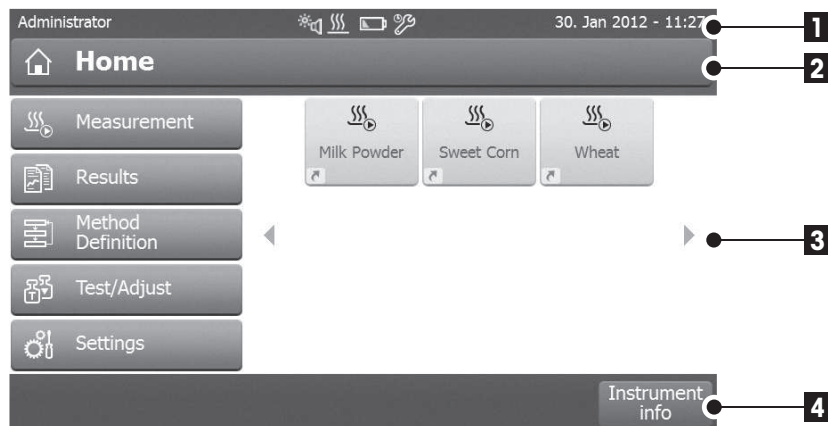 Administrator 30. Jan 2012 - 11:27 1
Home 2
Measurement
Results
Method
Definition
Test/Adjust
Settings
Milk Powder Sweet Corn Wheat
3
Instrument
info
4